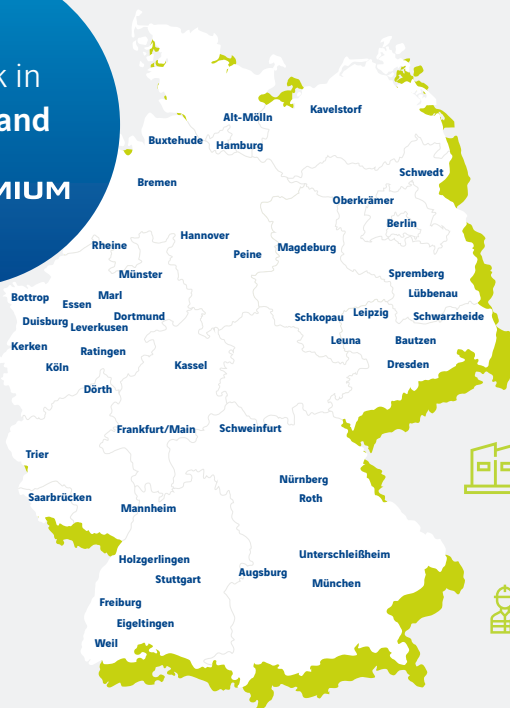 k in
and
MIUM
Kavelstorf
Alt-Mölln
Buxtehude
Hamburg
Schwedt
Bremen
Oberkrämer
Berlin
Hannover
Rheine
Peine
Magdeburg
Münster
Spremberg
Bottrop
Marl
Lübbenau
Essen
Dortmund
Schkopau
Leipzig
Schwarzheide
Duisburg
Leverkusen
Kerken
Ratingen
Leuna
Bautzen
Köln
Kassel
Dresden
Dörth
Frankfurt/Main
Schweinfurt
Trier
Nürnberg
Saarbrücken
Roth
Mannheim
Holzgerlingen
Unterschleißheim
Stuttgart
Augsburg
München
Freiburg
Eigeltingen
Weil